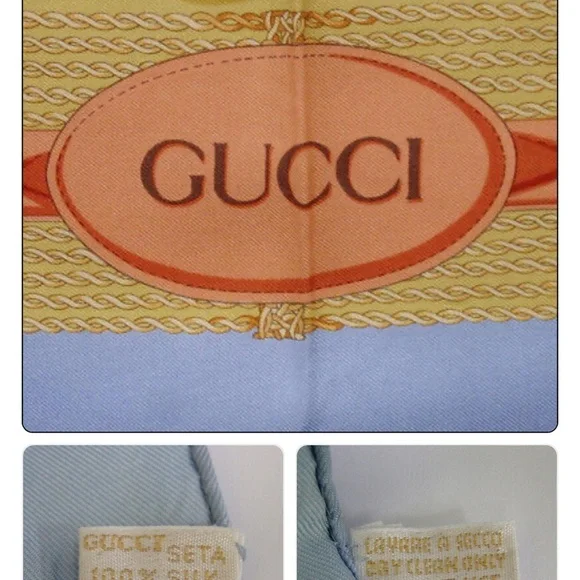 GUCCI
GUCCI SETA
100% SILK
LAVARE A SECCO
DRY CLEAN ONLY